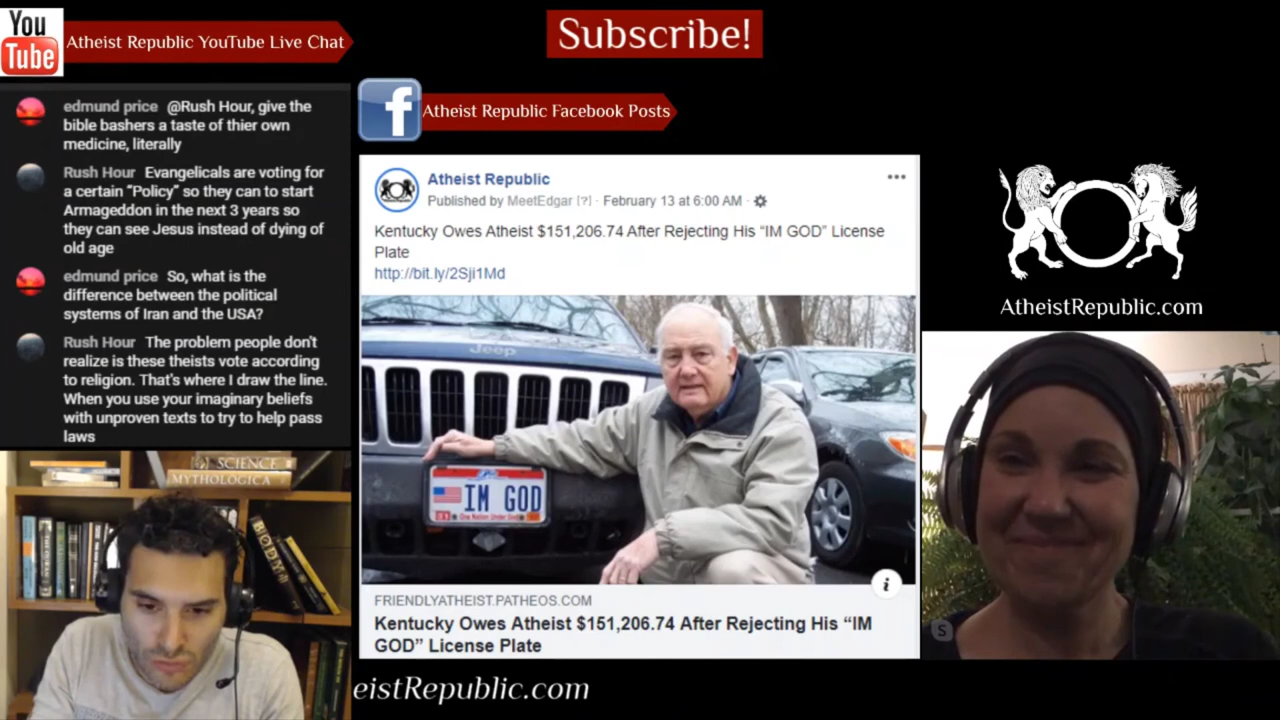 You
Tube
Atheist Republic YouTube Live Chat
Subscribe!
edmund price @Rush Hour, give the
bible bashers a taste of thier own
medicine, literally
Rush Hour Evangelicals are voting for
a certain “Policy” so they can to start
Armageddon in the next 3 years so
they can see Jesus instead of dying of
old age
edmund price So, what is the
difference between the political
systems of Iran and the USA?
Rush Hour The problem people don't
realize is these theists vote according
to religion. That's where I draw the line.
When you use your imaginary beliefs
with unproven texts to try to help pass
laws
f
Atheist Republic Facebook Posts
Atheist Republic
Published by MeetEdgar [?] · February 13 at 6:00 AM ·
Kentucky Owes Atheist $151,206.74 After Rejecting His “IM GOD” License
Plate
http://bit.ly/2Sji1Md
Jeep
IM GOD
One Nation Under God
i
FRIENDLYATHEIST.PATHEOS.COM
Kentucky Owes Atheist $151,206.74 After Rejecting His “IM
GOD” License Plate
AtheistRepublic.com
SCIENCE
MYTHOLOGICA
BODY
S
eistRepublic.com